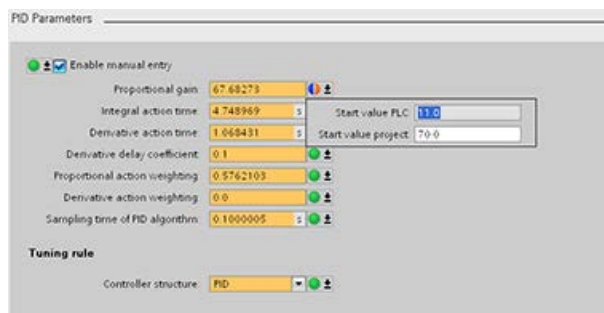 PID Parameters
Enable manual entry
Proportional gain 67.68273
Integral action time 4.748969 s
Start value PLC 11.0
Derivative action time 1.068431 s
Start value project 70.0
Derivative delay coefficient 0.1
Proportional action weighting 0.5762103
Derivative action weighting 0.0
Sampling time of PID algorithm 0.1000005 s
Tuning rule
Controller structure PID